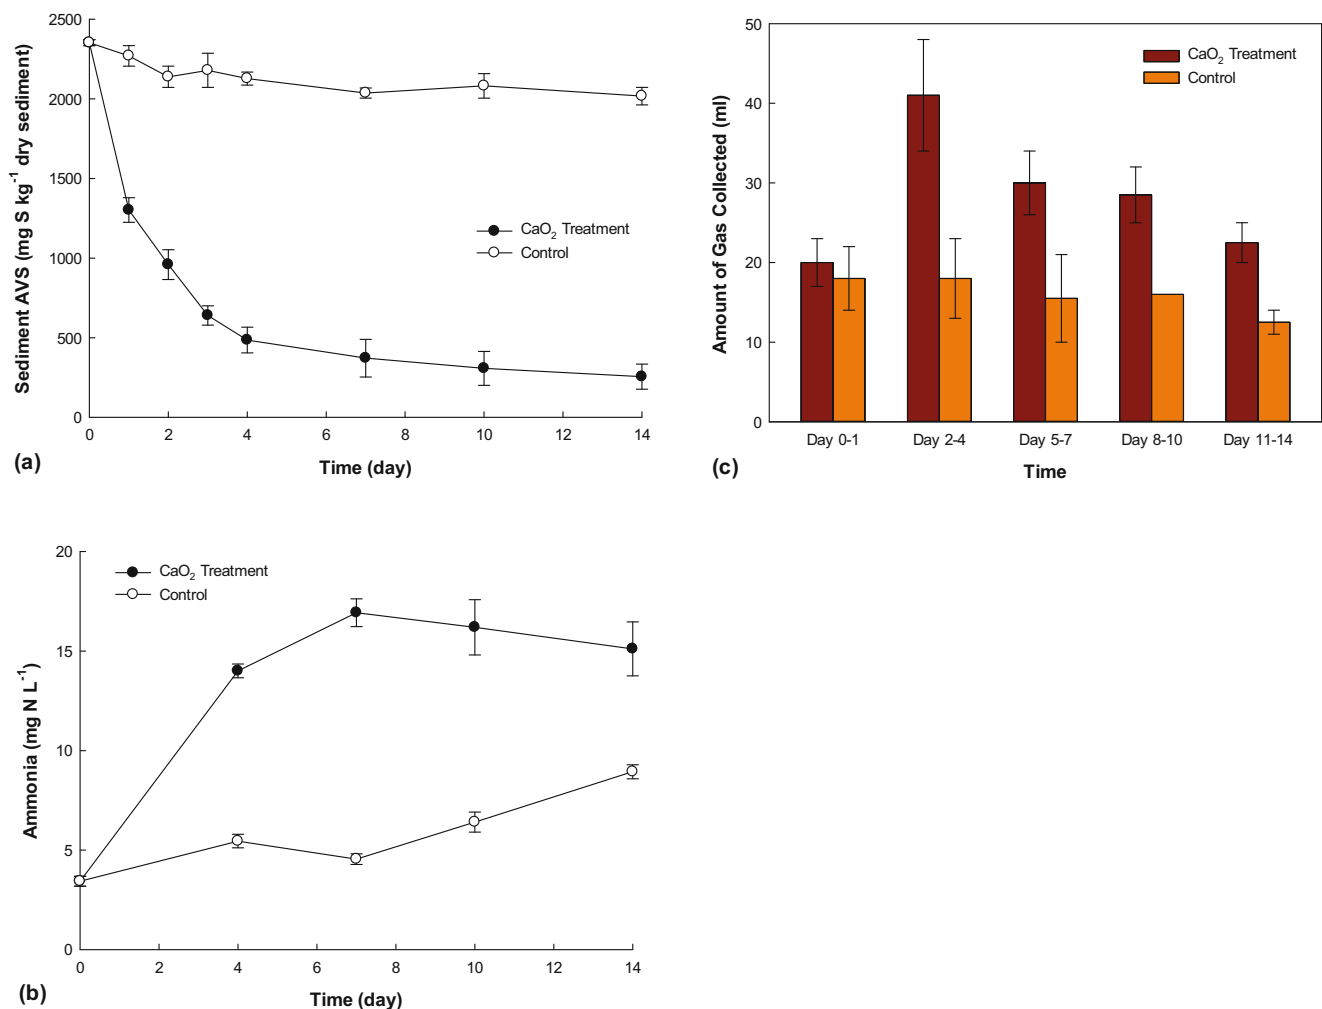 2500
2000
1500
1000
500
0
Sediment AVS (mg S kg⁻¹ dry sediment)
CaO₂ Treatment
Control
0 2 4 6 8 10 12 14
Time (day)
(a)
50
40
30
20
10
0
Amount of Gas Collected (ml)
CaO₂ Treatment
Control
Day 0-1 Day 2-4 Day 5-7 Day 8-10 Day 11-14
Time
(c)
20
15
10
5
0
Ammonia (mg N L⁻¹)
CaO₂ Treatment
Control
0 2 4 6 8 10 12 14
Time (day)
(b)